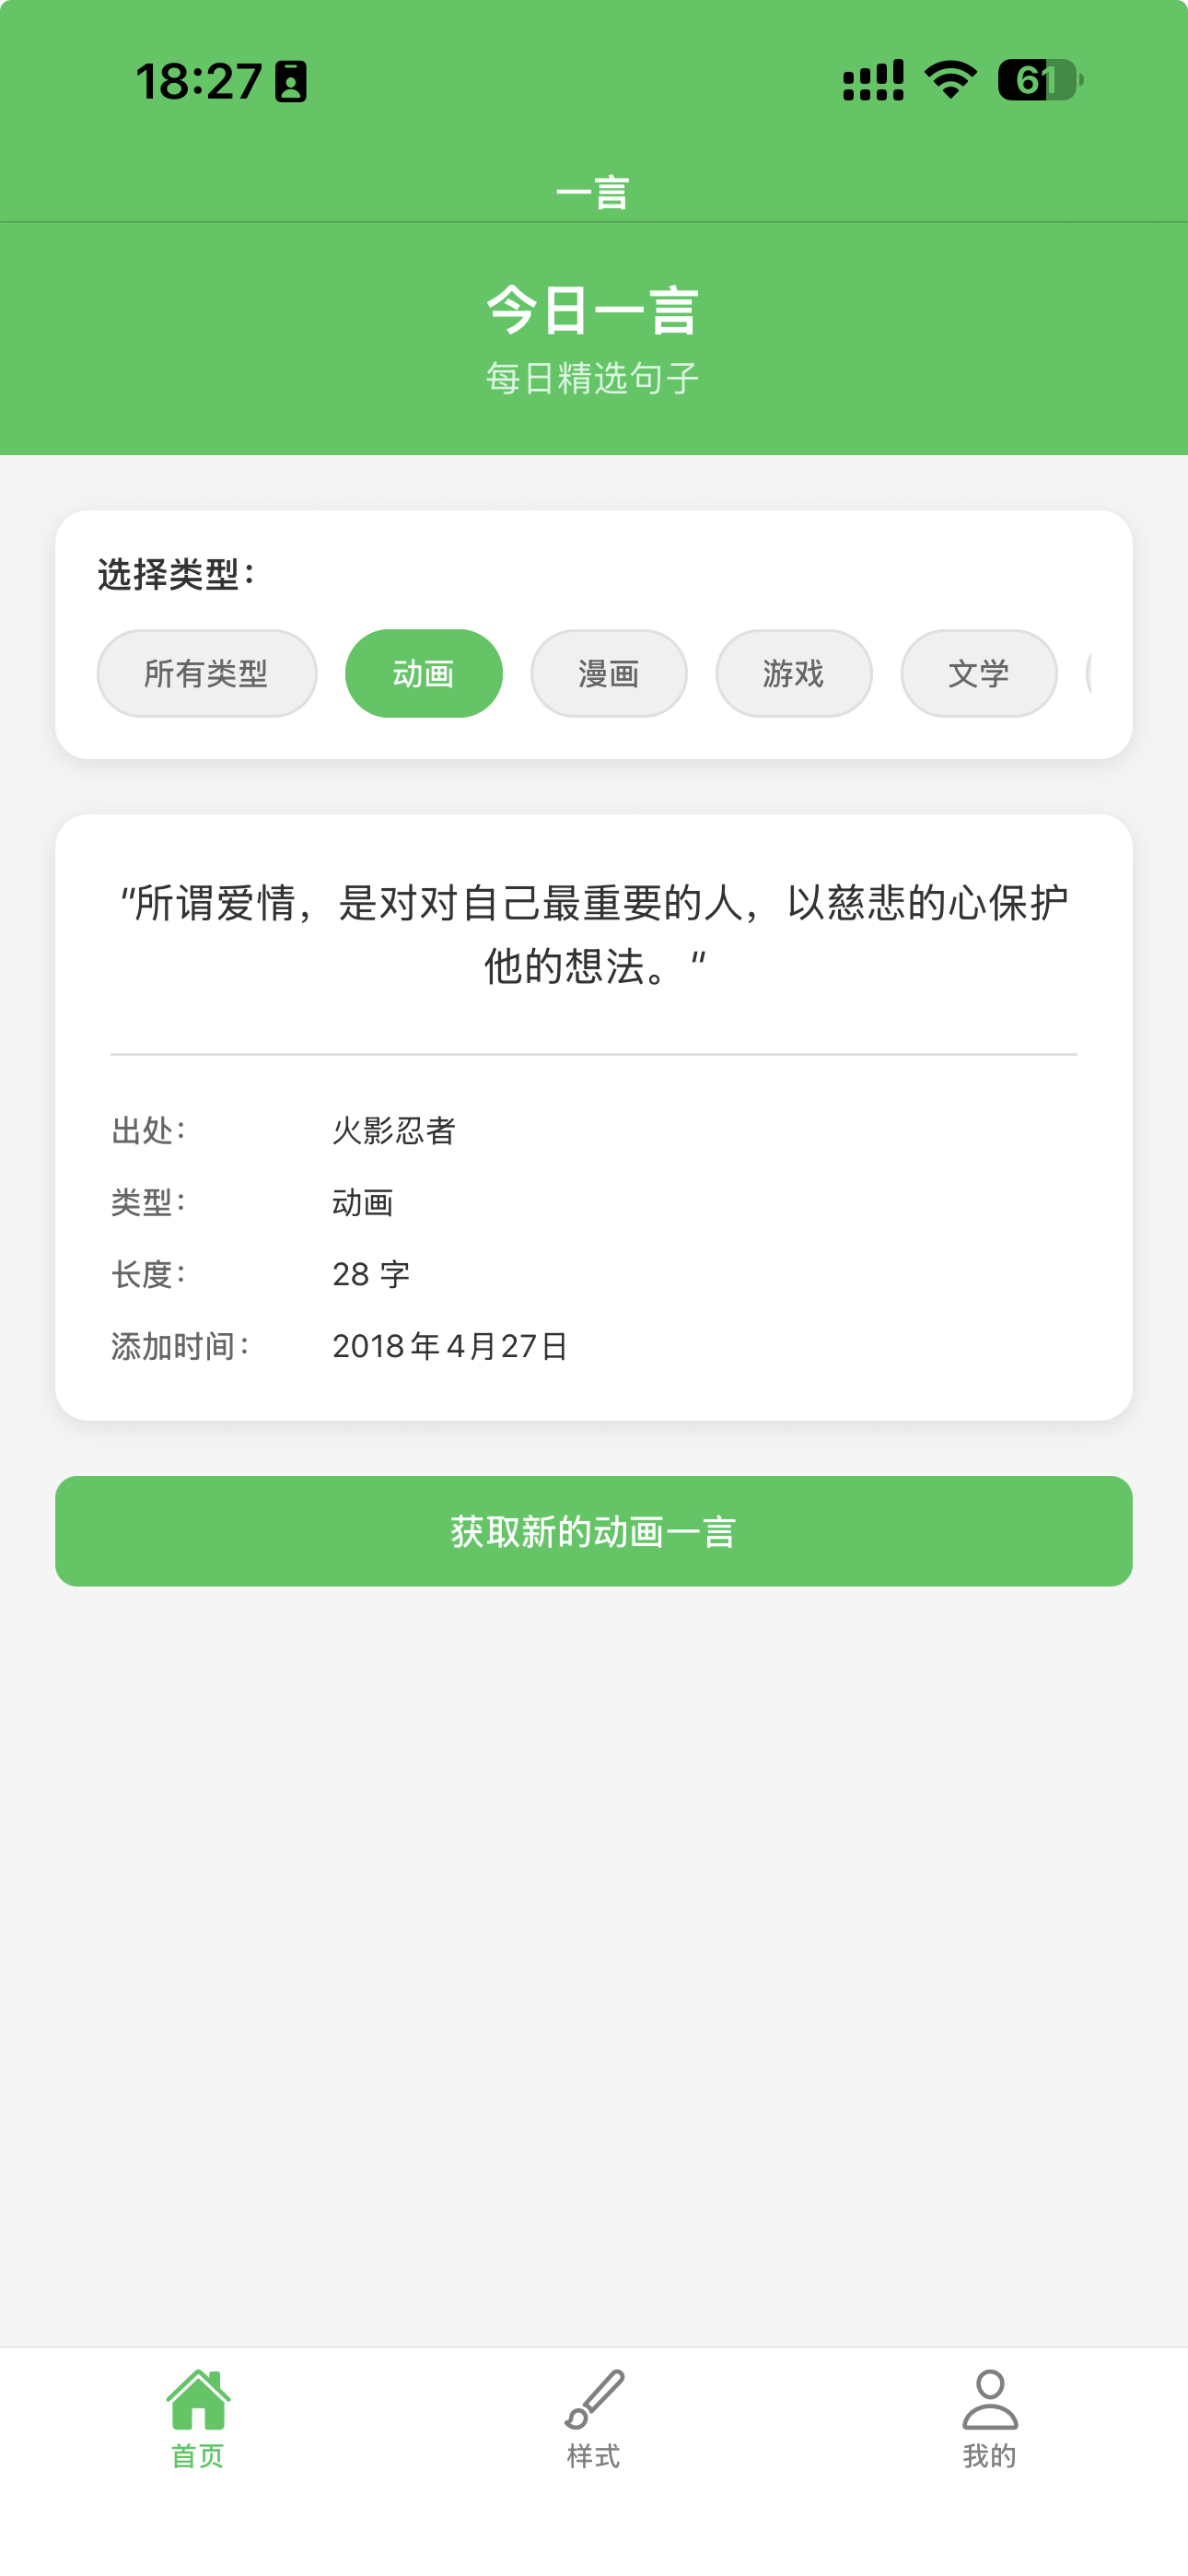 18:27
61
一言
今日一言
每日精选句子
选择类型：
所有类型 动画 漫画 游戏 文学
"所谓爱情，是对对自己最重要的人，以慈悲的心保护
他的想法。"
出处： 火影忍者
类型： 动画
长度： 28 字
添加时间： 2018年4月27日
获取新的动画一言
首页 样式 我的